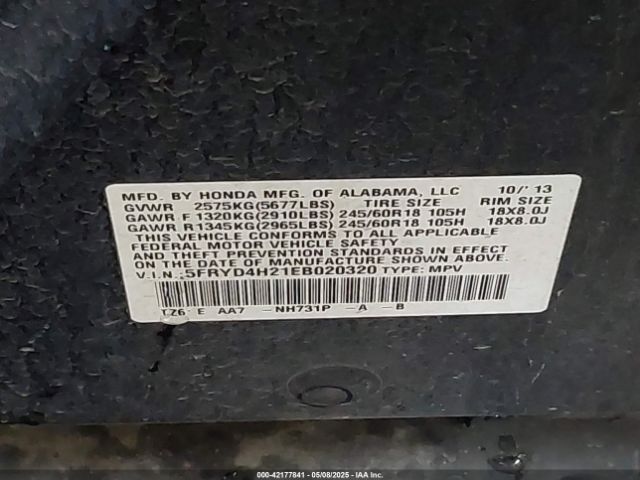 MFD. BY HONDA MFG. OF ALABAMA, LLC 10/'13
GVWR 2575KG(5677LBS) TIRE SIZE RIM SIZE
GAWR F 1320KG(2910LBS) 245/60R18 105H 18X8.0J
GAWR R 1345KG(2965LBS) 245/60R18 105H 18X8.0J
THIS VEHICLE CONFORMS TO ALL APPLICABLE
FEDERAL MOTOR VEHICLE SAFETY
AND THEFT PREVENTION STANDARDS IN EFFECT
ON THE DATE OF MANUFACTURE SHOWN ABOVE.
V.I.N.:5FRYD4H21EB020320 TYPE: MPV
TZ6 E AA7 -NH731P -A -B
000-42177841 - 05/08/2025 - IAAI Inc.